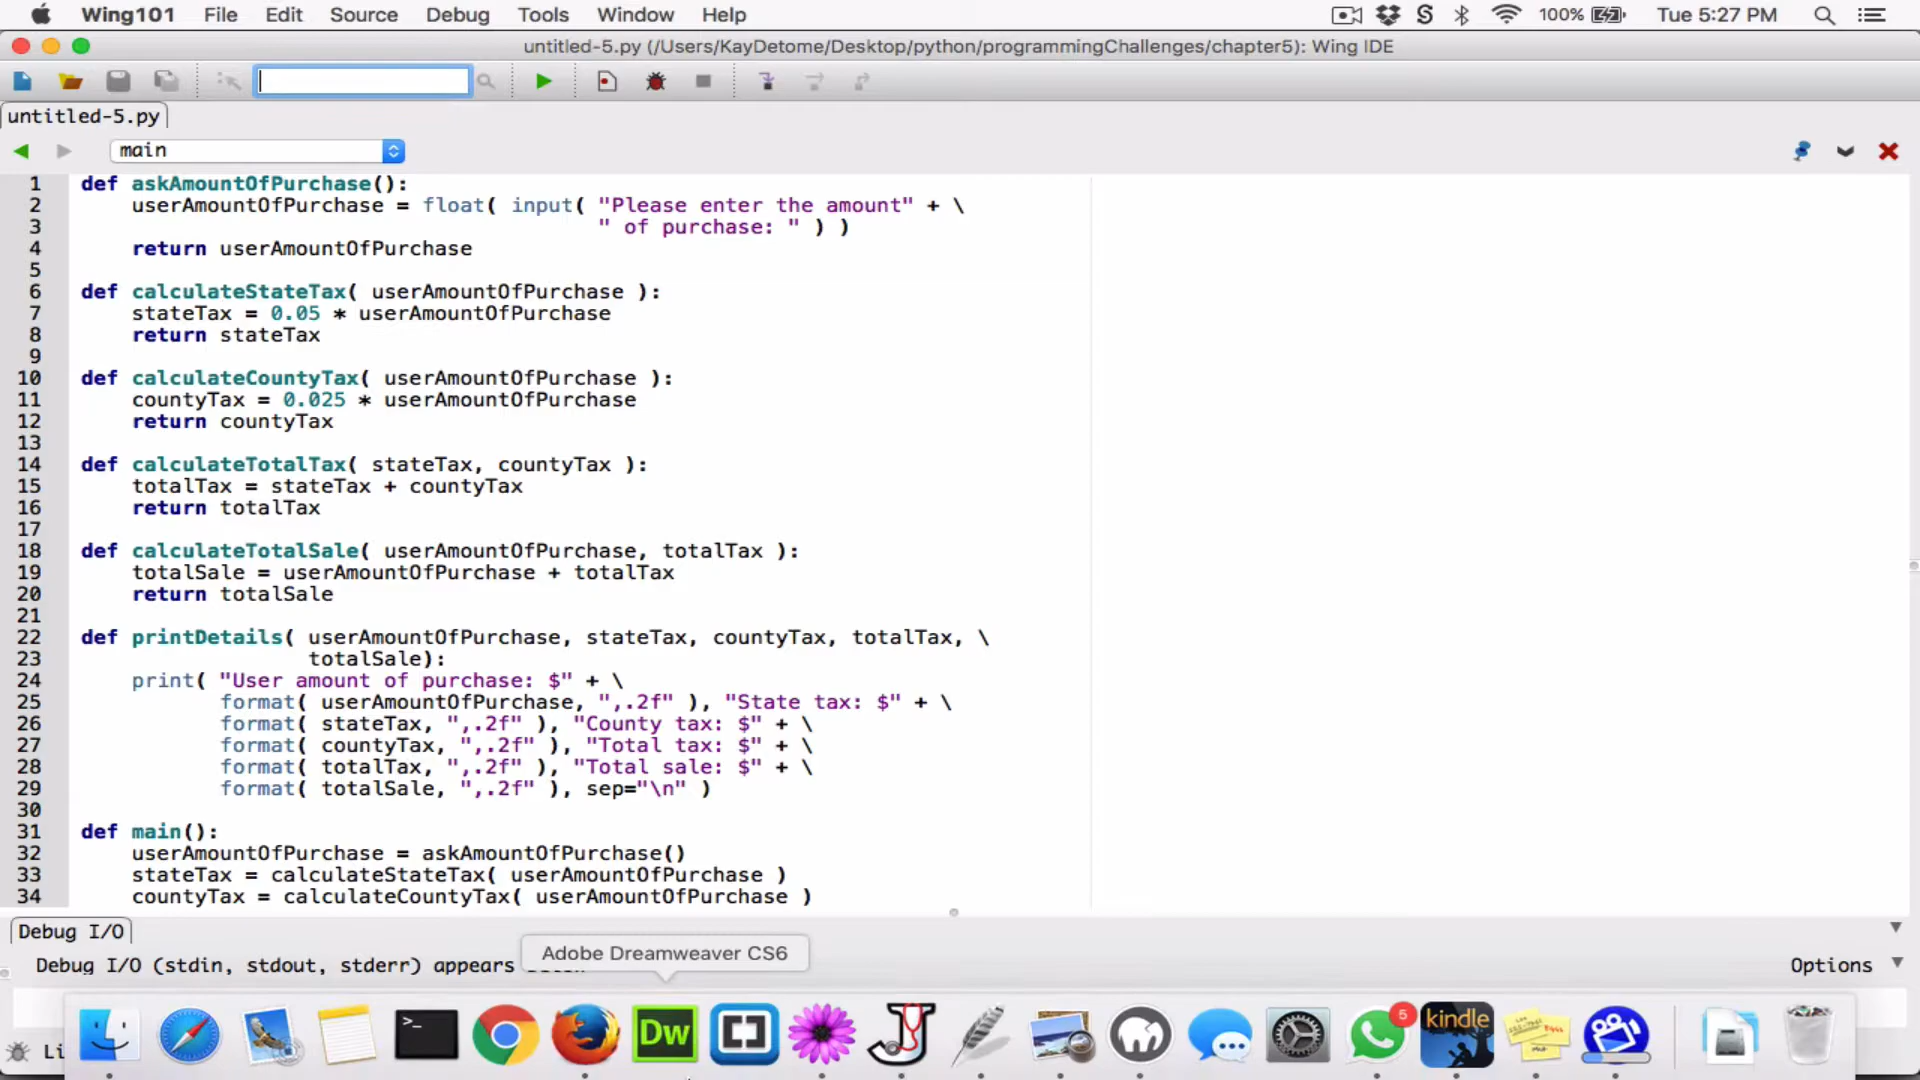 Wing101 File Edit Source Debug Tools Window Help 100% Tue 5:27 PM
untitled-5.py (/Users/KayDetome/Desktop/python/programmingChallenges/chapter5): Wing IDE
untitled-5.py
main
1 def askAmountOfPurchase():
2 userAmountOfPurchase = float( input( "Please enter the amount" + \
3 " of purchase: " ) )
4 return userAmountOfPurchase
5
6 def calculateStateTax( userAmountOfPurchase ):
7 stateTax = 0.05 * userAmountOfPurchase
8 return stateTax
9
10 def calculateCountyTax( userAmountOfPurchase ):
11 countyTax = 0.025 * userAmountOfPurchase
12 return countyTax
13
14 def calculateTotalTax( stateTax, countyTax ):
15 totalTax = stateTax + countyTax
16 return totalTax
17
18 def calculateTotalSale( userAmountOfPurchase, totalTax ):
19 totalSale = userAmountOfPurchase + totalTax
20 return totalSale
21
22 def printDetails( userAmountOfPurchase, stateTax, countyTax, totalTax, \
23 totalSale):
24 print( "User amount of purchase: $" + \
25 format( userAmountOfPurchase, ",.2f" ), "State tax: $" + \
26 format( stateTax, ",.2f" ), "County tax: $" + \
27 format( countyTax, ",.2f" ), "Total tax: $" + \
28 format( totalTax, ",.2f" ), "Total sale: $" + \
29 format( totalSale, ",.2f" ), sep="\n" )
30
31 def main():
32 userAmountOfPurchase = askAmountOfPurchase()
33 stateTax = calculateStateTax( userAmountOfPurchase )
34 countyTax = calculateCountyTax( userAmountOfPurchase )
Debug I/O
Adobe Dreamweaver CS6
Debug I/O (stdin, stdout, stderr) appears
Options
Li
Dw
5
kindle